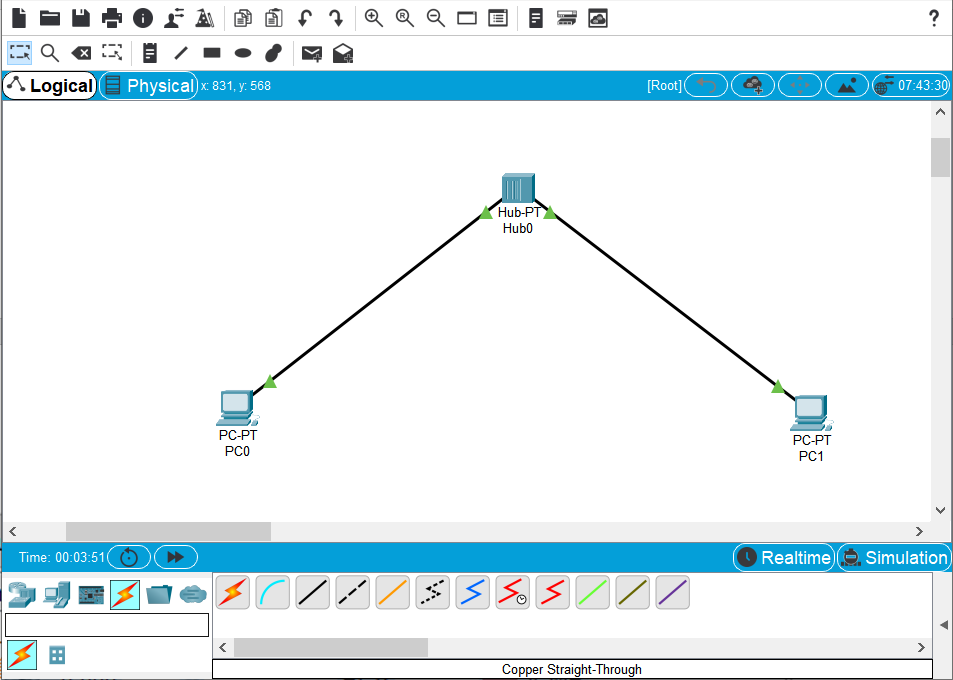 ?
Logical
Physical
x: 831, y: 568
[Root]
07:43:30
Hub-PT
Hub0
PC-PT
PC0
PC-PT
PC1
Time: 00:03:51
Realtime
Simulation
Copper Straight-Through